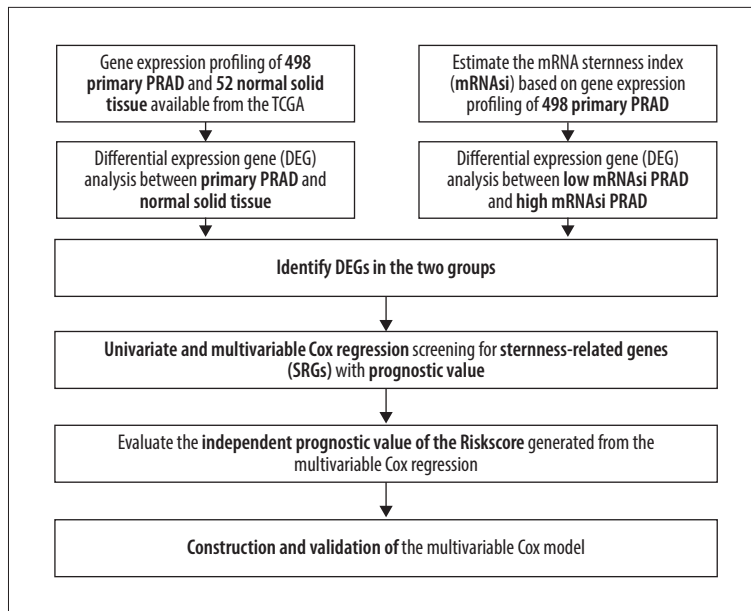 Gene expression profiling of 498
primary PRAD and 52 normal solid
tissue available from the TCGA
Estimate the mRNA sternness index
(mRNAsi) based on gene expression
profiling of 498 primary PRAD
Differential expression gene (DEG)
analysis between primary PRAD and
normal solid tissue
Differential expression gene (DEG)
analysis between low mRNAsi PRAD
and high mRNAsi PRAD
Identify DEGs in the two groups
Univariate and multivariable Cox regression screening for sternness-related genes
(SRGs) with prognostic value
Evaluate the independent prognostic value of the Riskscore generated from the
multivariable Cox regression
Construction and validation of the multivariable Cox model